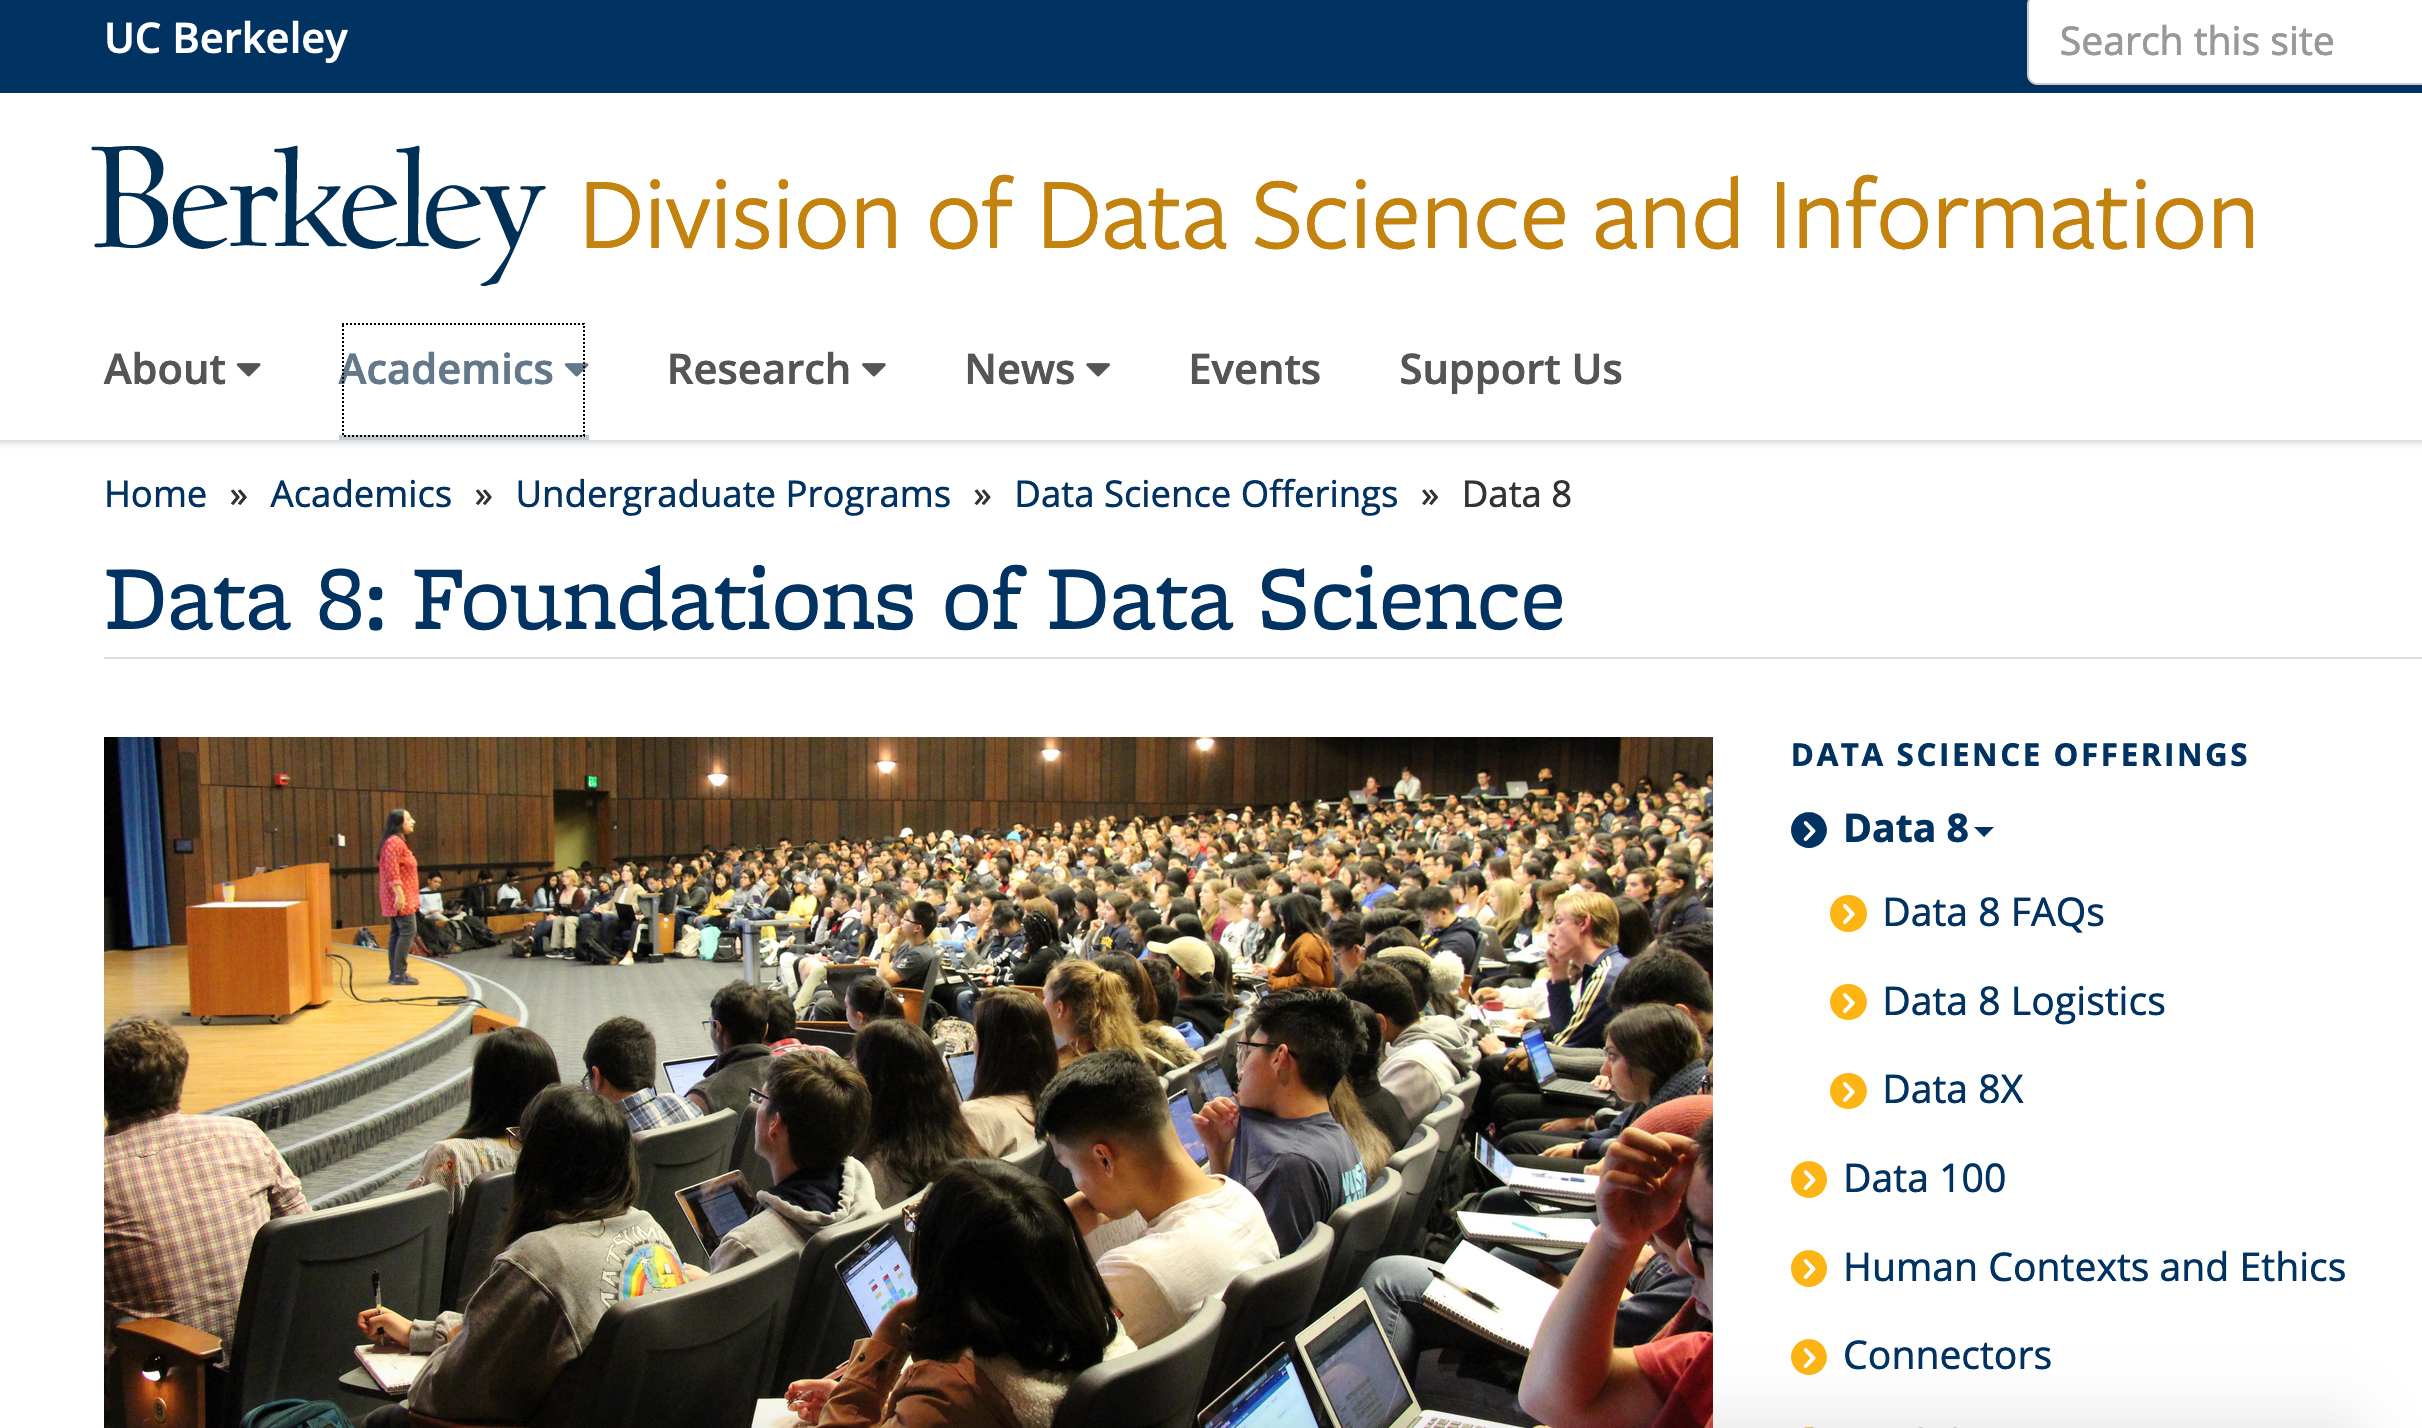 UC Berkeley
Search this site
Berkeley Division of Data Science and Information
About Academics Research News Events Support Us
Home » Academics » Undergraduate Programs » Data Science Offerings » Data 8
Data 8: Foundations of Data Science
DATA SCIENCE OFFERINGS
Data 8
Data 8 FAQs
Data 8 Logistics
Data 8X
Data 100
Human Contexts and Ethics
Connectors